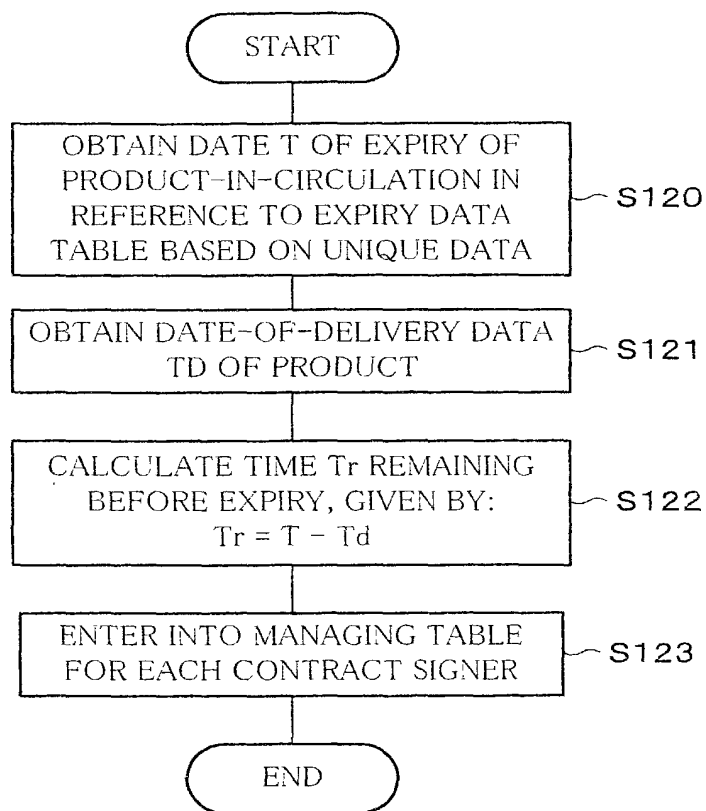 START
OBTAIN DATE T OF EXPIRY OF
PRODUCT-IN-CIRCULATION IN
REFERENCE TO EXPIRY DATA
TABLE BASED ON UNIQUE DATA
S120
OBTAIN DATE-OF-DELIVERY DATA
TD OF PRODUCT
S121
CALCULATE TIME Tr REMAINING
BEFORE EXPIRY, GIVEN BY:
Tr = T - Td
S122
ENTER INTO MANAGING TABLE
FOR EACH CONTRACT SIGNER
S123
END